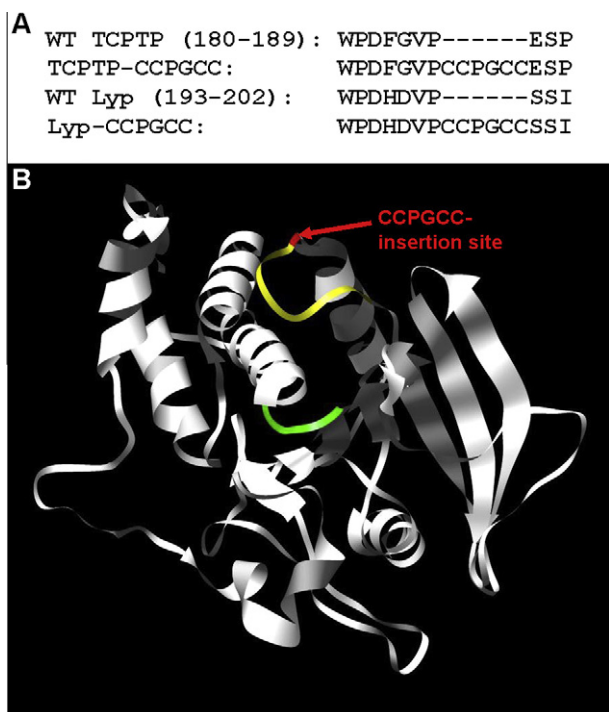 A
WT TCPTP (180-189): WPDFGVP------ESP
TCPTP-CCPGCC: WPDFGVPCCPGCCESP
WT Lyp (193-202): WPDHDVP------SSI
Lyp-CCPGCC: WPDHDVPCCPGCCSSI
B
CCPGCC-
insertion site